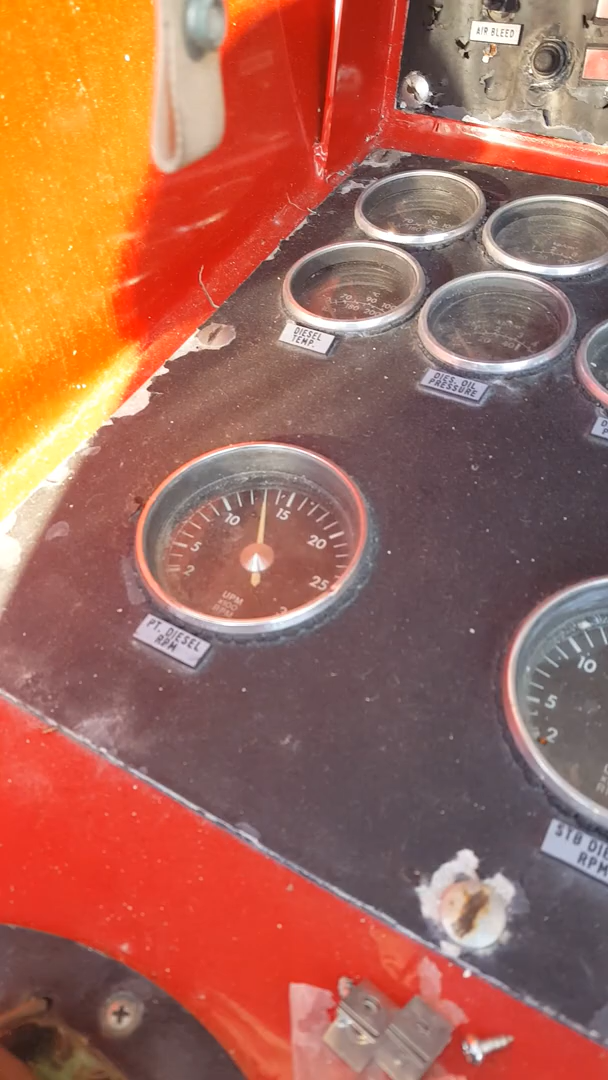 AIR BLEED
DIESEL
TEMP.
DIES. OIL
PRESSURE
2
5
10
15
20
25
UPM
x100
RPM
PT. DIESEL
RPM
10
5
2
STB DIE
RPM